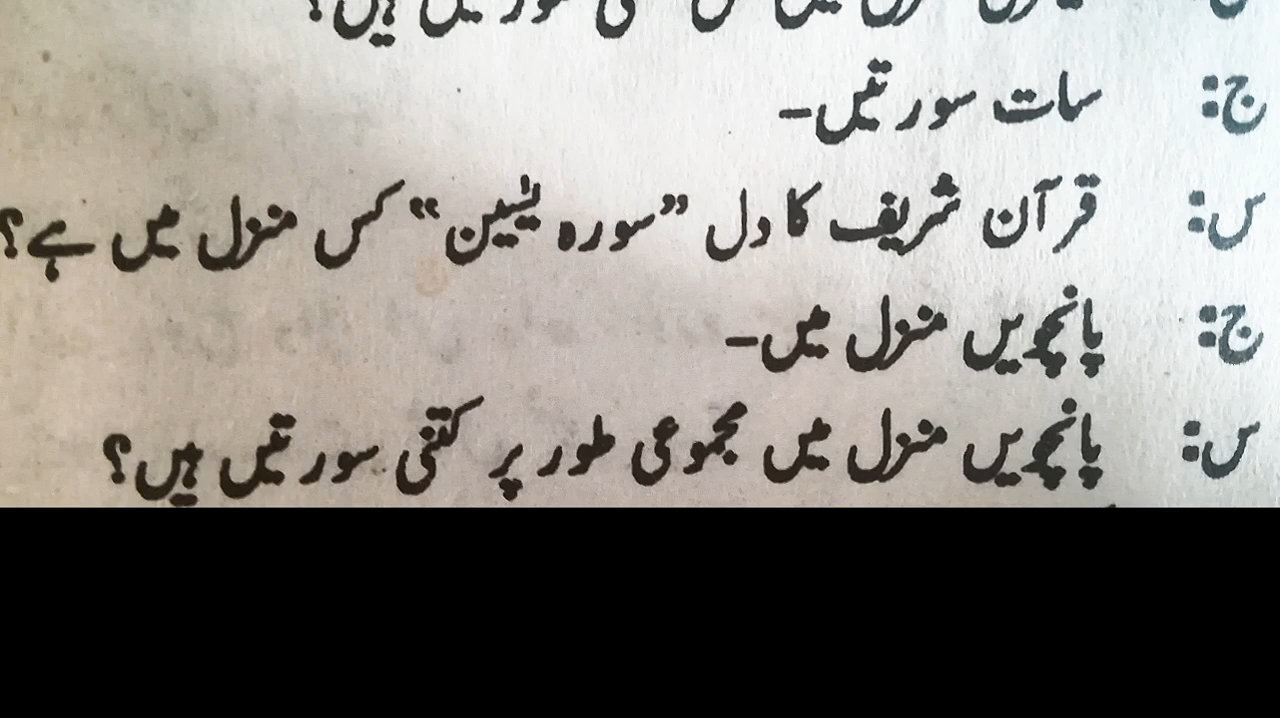 ج: سات سورتیں۔
س: قرآن شریف کا دل ”سورہ یٰسین“ کس منزل میں ہے؟
ج: پانچویں منزل میں۔
س: پانچویں منزل میں مجموعی طور پر کتنی سورتیں ہیں؟